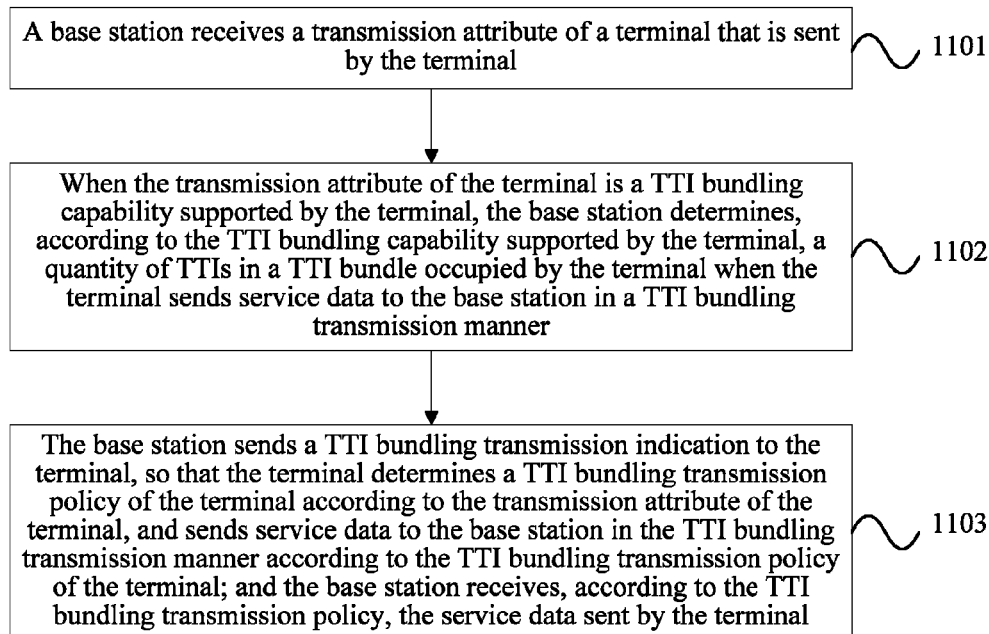 A base station receives a transmission attribute of a terminal that is sent
by the terminal
1101
When the transmission attribute of the terminal is a TTI bundling
capability supported by the terminal, the base station determines,
according to the TTI bundling capability supported by the terminal, a
quantity of TTIs in a TTI bundle occupied by the terminal when the
terminal sends service data to the base station in a TTI bundling
transmission manner
1102
The base station sends a TTI bundling transmission indication to the
terminal, so that the terminal determines a TTI bundling transmission
policy of the terminal according to the transmission attribute of the
terminal, and sends service data to the base station in the TTI bundling
transmission manner according to the TTI bundling transmission policy
of the terminal; and the base station receives, according to the TTI
bundling transmission policy, the service data sent by the terminal
1103